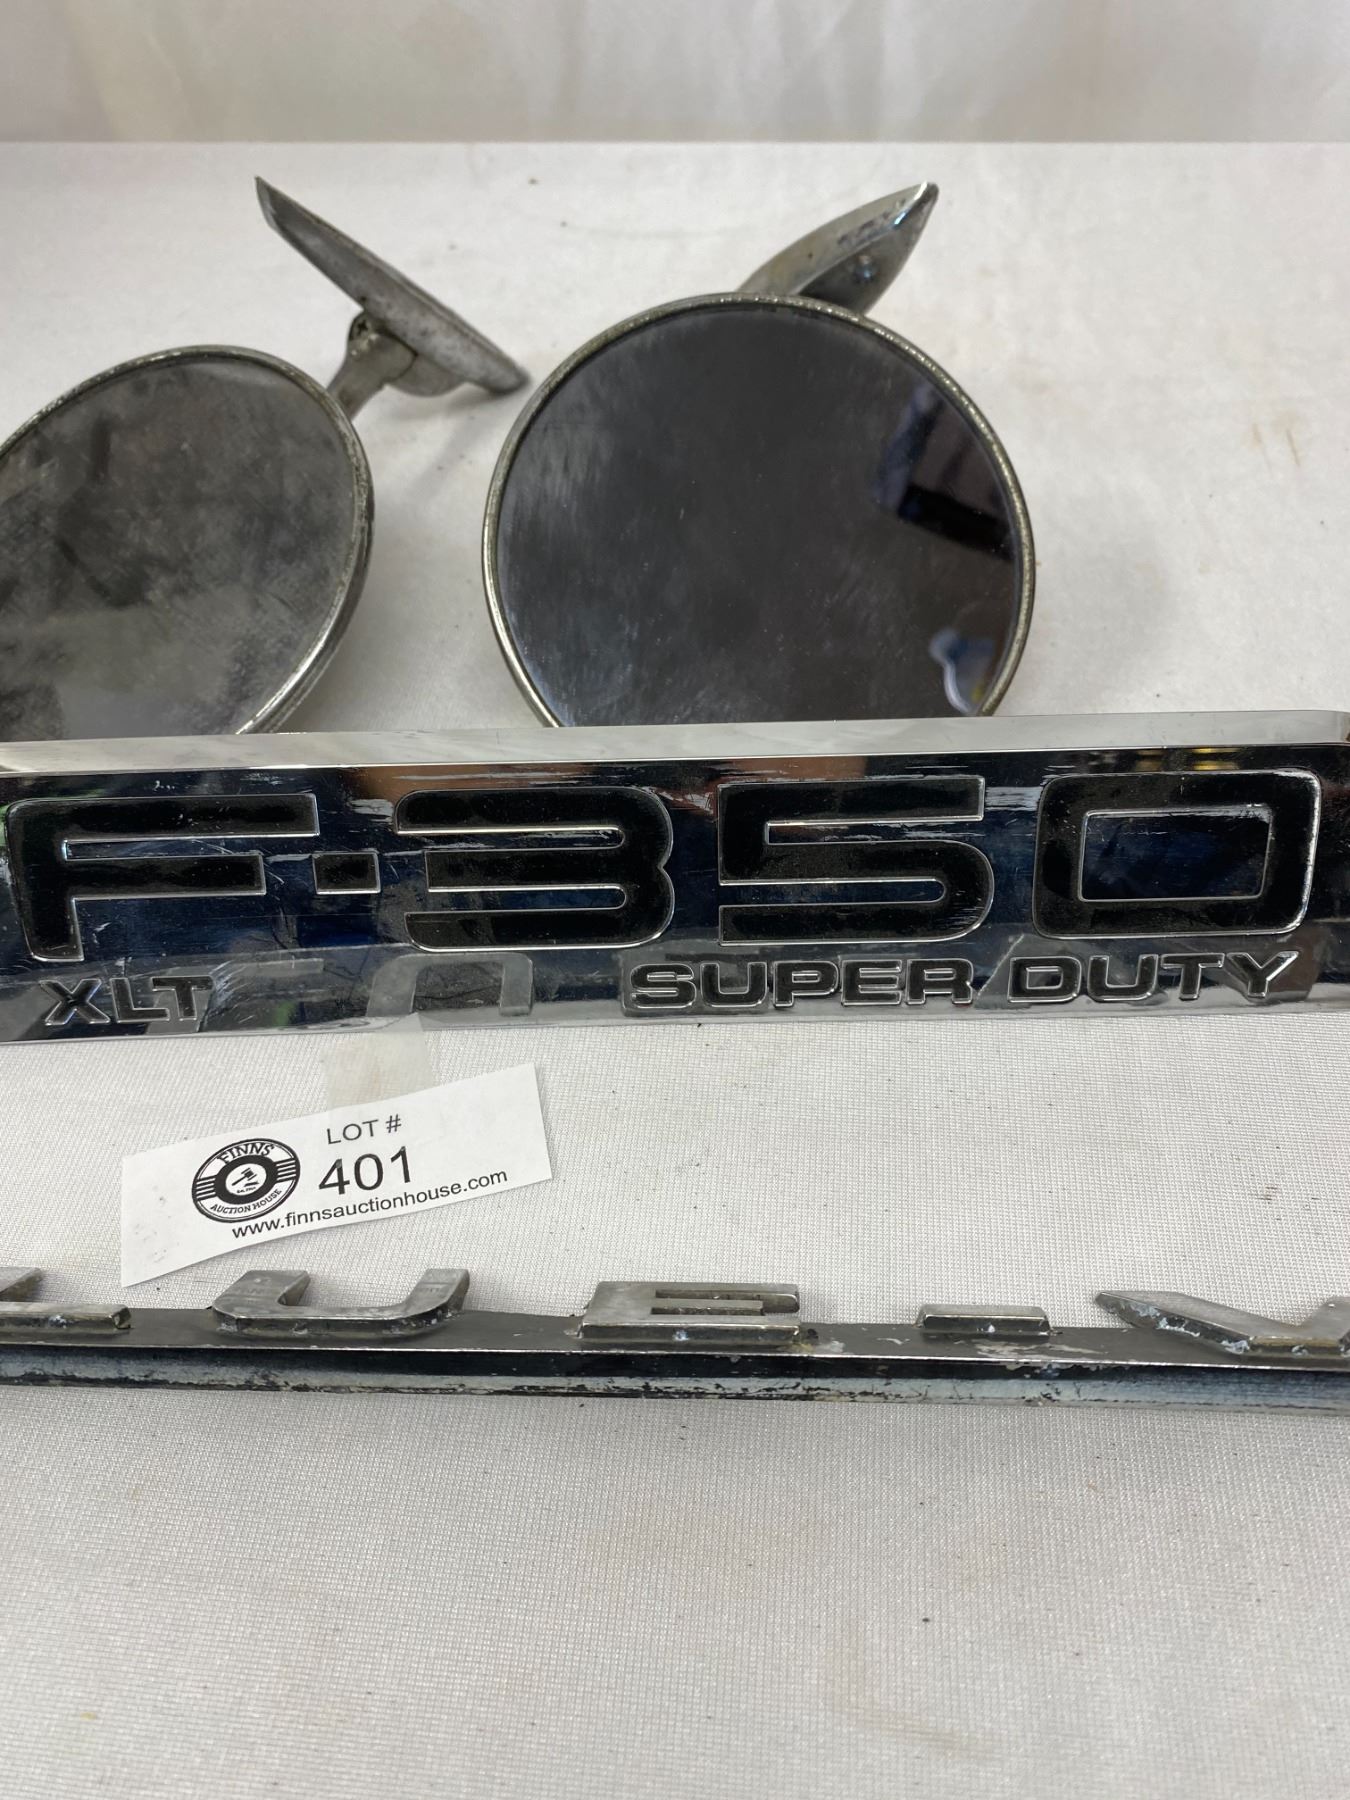 F-350
XLT SUPER DUTY
LOT #
FINNS
401
AUCTION HOUSE
www.finnsauctionhouse.com
U E - V